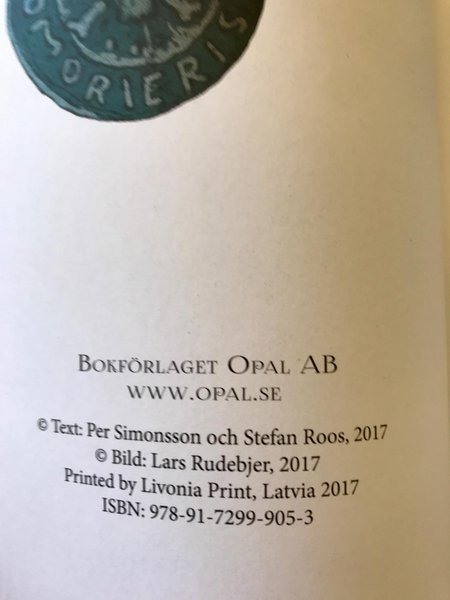 MORIERIS
BOKFÖRLAGET OPAL AB
WWW.OPAL.SE
© Text: Per Simonsson och Stefan Roos, 2017
© Bild: Lars Rudebjer, 2017
Printed by Livonia Print, Latvia 2017
ISBN: 978-91-7299-905-3